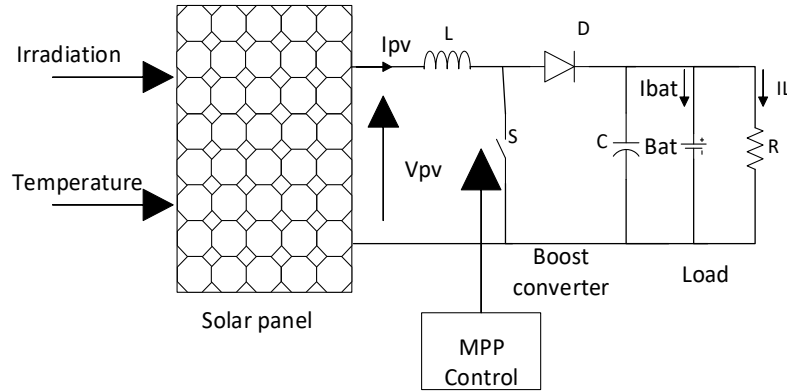 Irradiation
Temperature
Solar panel
Ipv
Vpv
L
S
D
MPP
Control
Boost
converter
C
Ibat
Bat
IL
R
Load